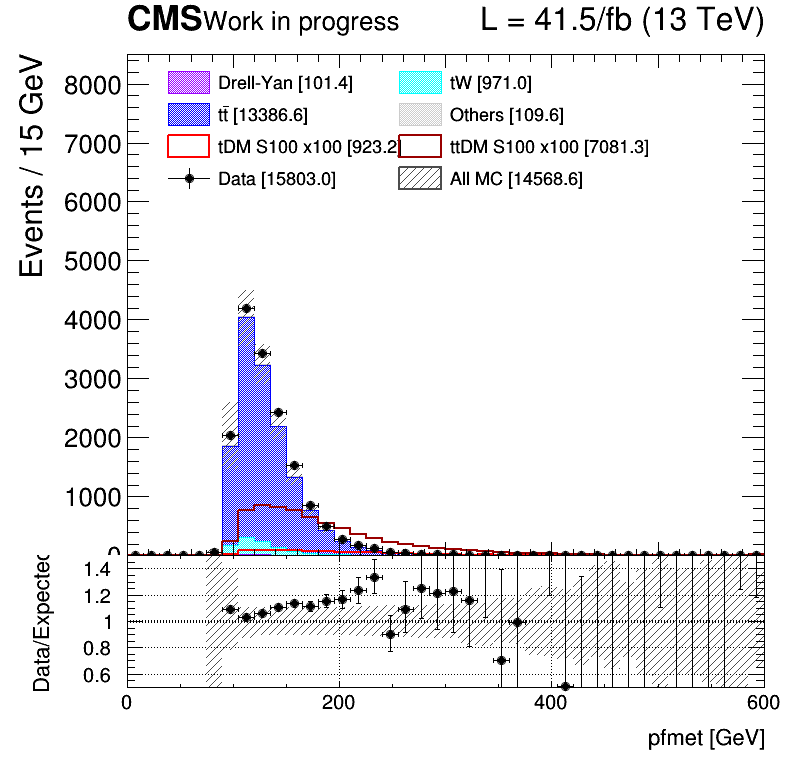 CMS Work in progress L = 41.5/fb (13 TeV)
Events / 15 GeV
8000
7000
6000
5000
4000
3000
2000
1000
0
Drell-Yan [101.4] tW [971.0]
tt̄ [13386.6] Others [109.6]
tDM S100 x100 [923.2] ttDM S100 x100 [7081.3]
Data [15803.0] All MC [14568.6]
Data/Expected
1.4
1.2
1
0.8
0.6
0 200 400 600
pfmet [GeV]